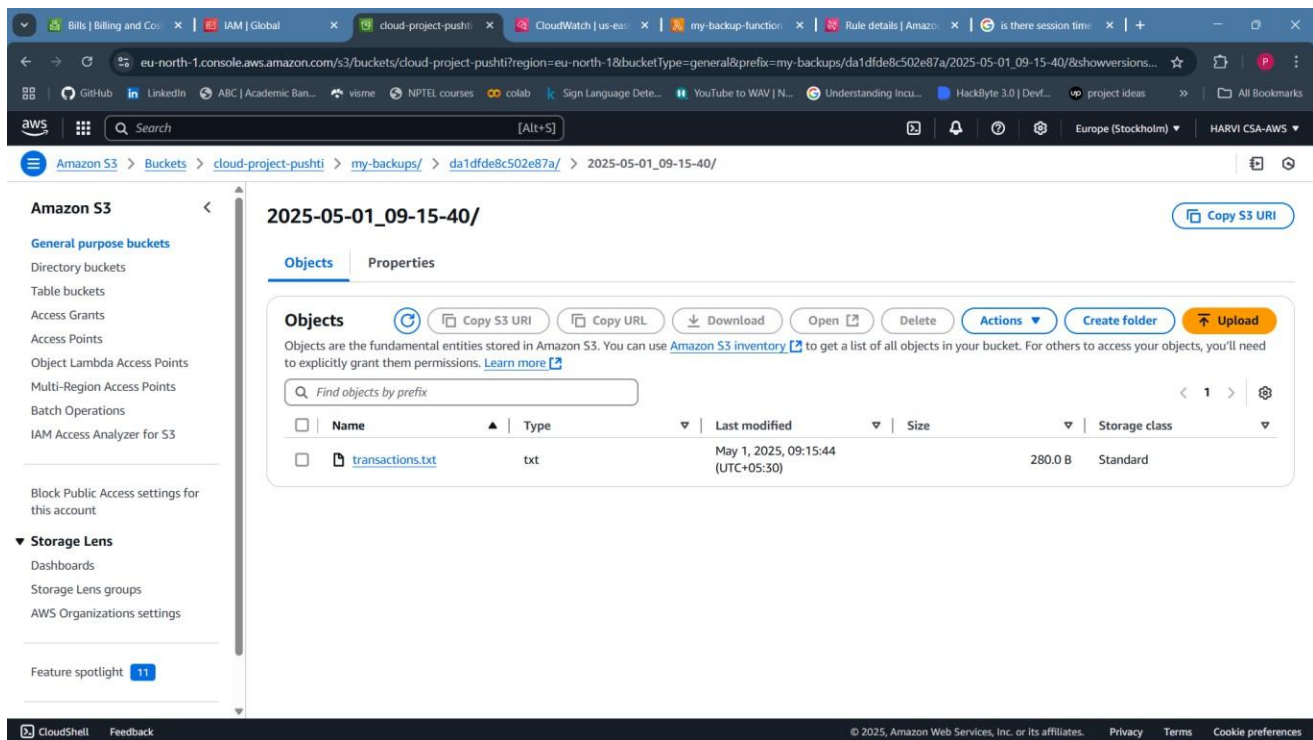 Bills | Billing and Cos
IAM | Global
cloud-project-pushti
CloudWatch | us-eas
my-backup-function
Rule details | Amazo
is there session time
eu-north-1.console.aws.amazon.com/s3/buckets/cloud-project-pushti?region=eu-north-1&bucketType=general&prefix=my-backups/da1dfde8c502e87a/2025-05-01_09-15-40/&showversions...
P
GitHub
LinkedIn
ABC | Academic Ban...
visme
NPTEL courses
colab
Sign Language Dete...
YouTube to WAV | N...
Understanding Incu...
HackByte 3.0 | Devf...
project ideas
All Bookmarks
aws
Search
[Alt+S]
Europe (Stockholm)
HARVI CSA-AWS
Amazon S3 > Buckets > cloud-project-pushti > my-backups/ > da1dfde8c502e87a/ > 2025-05-01_09-15-40/
Amazon S3
General purpose buckets
Directory buckets
Table buckets
Access Grants
Access Points
Object Lambda Access Points
Multi-Region Access Points
Batch Operations
IAM Access Analyzer for S3
Block Public Access settings for
this account
Storage Lens
Dashboards
Storage Lens groups
AWS Organizations settings
Feature spotlight 11
2025-05-01_09-15-40/
Copy S3 URI
Objects
Properties
Objects
Copy S3 URI
Copy URL
Download
Open
Delete
Actions
Create folder
Upload
Objects are the fundamental entities stored in Amazon S3. You can use Amazon S3 inventory to get a list of all objects in your bucket. For others to access your objects, you'll need
to explicitly grant them permissions. Learn more
Find objects by prefix
1
Name
Type
Last modified
Size
Storage class
transactions.txt
txt
May 1, 2025, 09:15:44
(UTC+05:30)
280.0 B
Standard
CloudShell
Feedback
© 2025, Amazon Web Services, Inc. or its affiliates.
Privacy
Terms
Cookie preferences